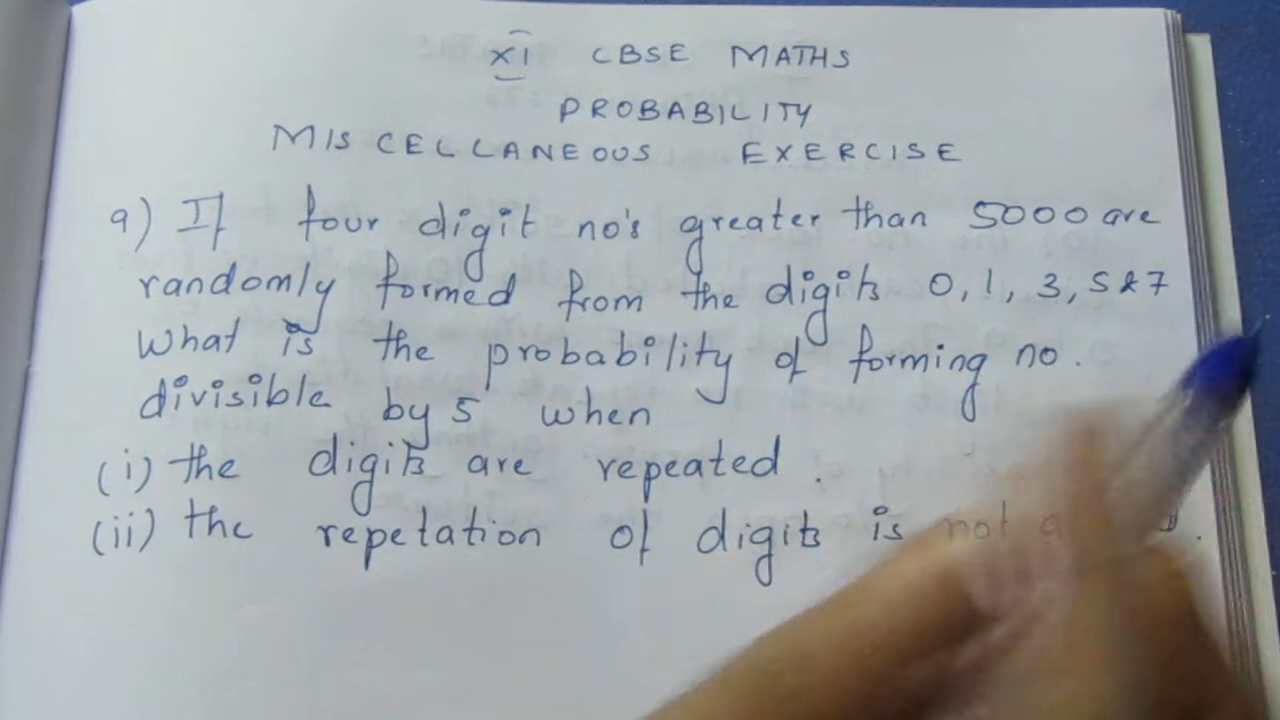 XI CBSE MATHS
PROBABILITY
MISCELLANEOUS EXERCISE
9) If four digit no's greater than 5000 are
randomly formed from the digits 0, 1, 3, 5 & 7
What is the probability of forming no.
divisible by 5 when
(i) the digits are repeated.
(ii) the repetation of digits is not